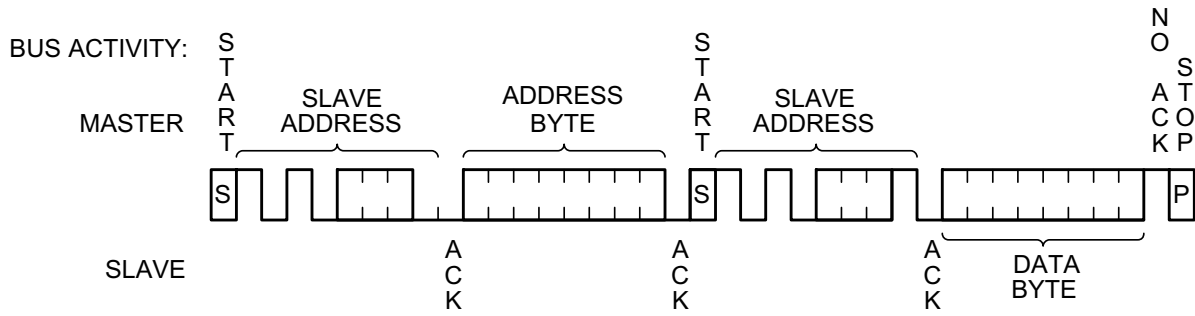 BUS ACTIVITY:
MASTER
START
SLAVE
ADDRESS
ADDRESS
BYTE
START
SLAVE
ADDRESS
NO ACK
STOP
S
S
P
SLAVE
ACK
ACK
ACK
DATA
BYTE